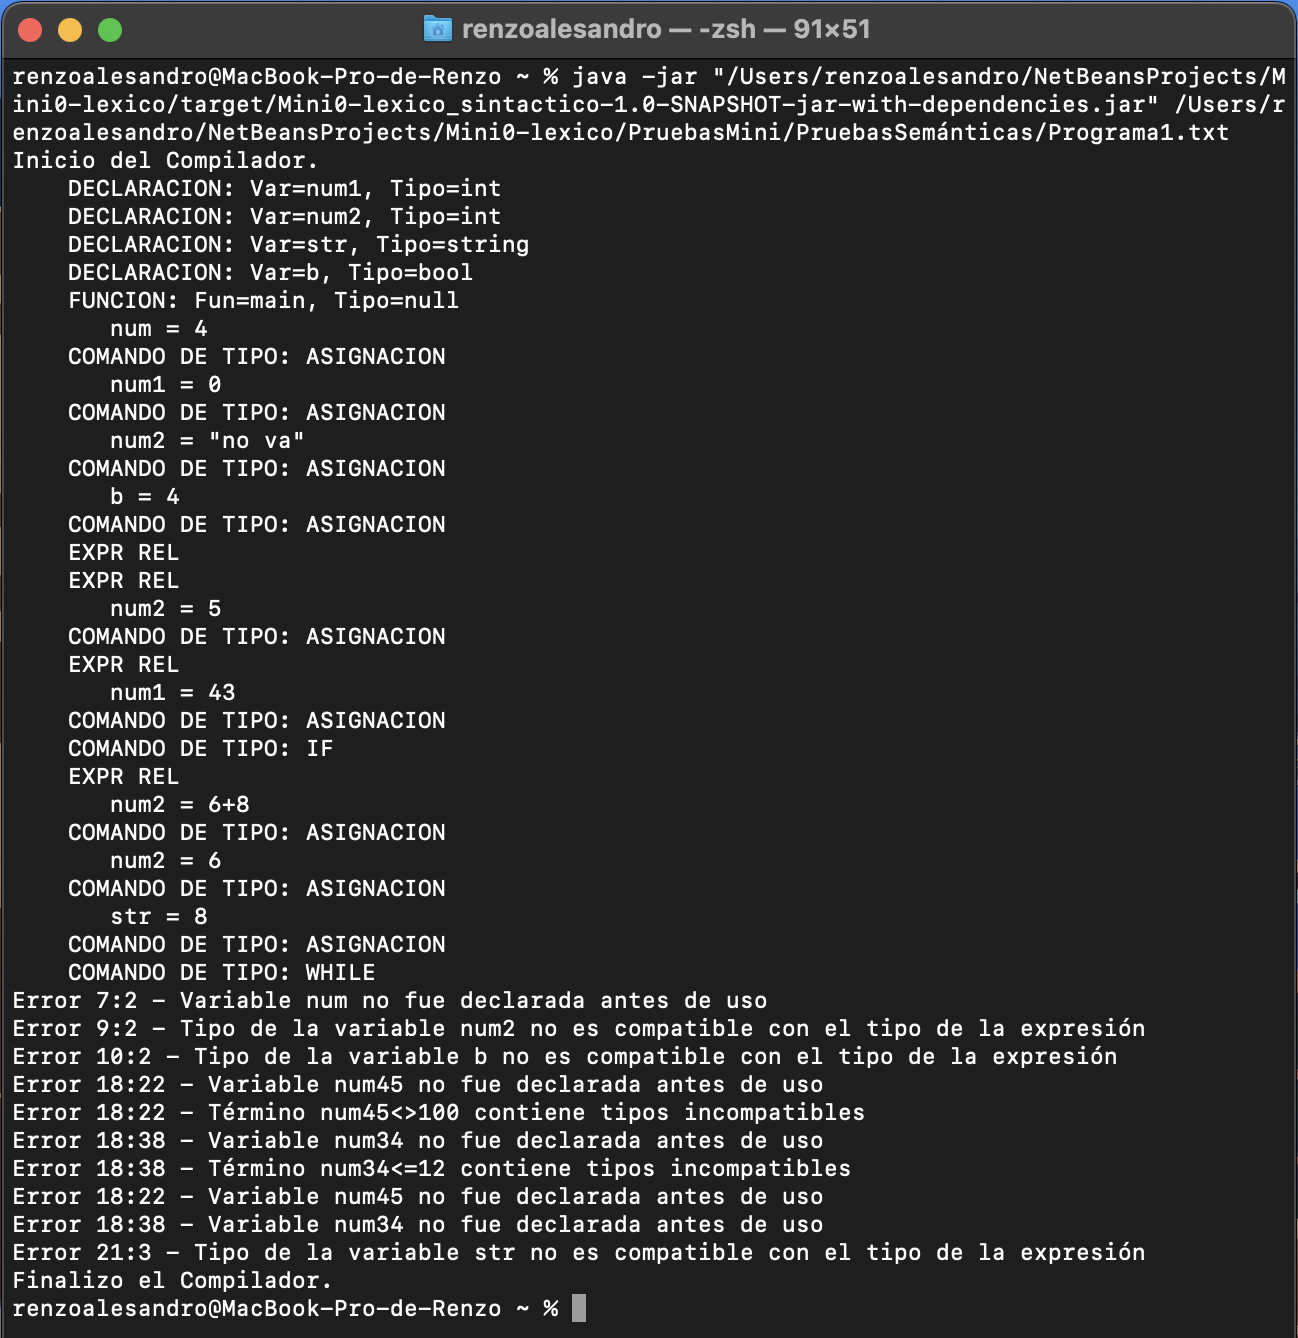 renzoalesandro — -zsh — 91×51
renzoalesandro@MacBook-Pro-de-Renzo ~ % java -jar "/Users/renzoalesandro/NetBeansProjects/M
ini0-lexico/target/Mini0-lexico_sintactico-1.0-SNAPSHOT-jar-with-dependencies.jar" /Users/r
enzoalesandro/NetBeansProjects/Mini0-lexico/PruebasMini/PruebasSemánticas/Programa1.txt
Inicio del Compilador.
    DECLARACION: Var=num1, Tipo=int
    DECLARACION: Var=num2, Tipo=int
    DECLARACION: Var=str, Tipo=string
    DECLARACION: Var=b, Tipo=bool
    FUNCION: Fun=main, Tipo=null
       num = 4
    COMANDO DE TIPO: ASIGNACION
       num1 = 0
    COMANDO DE TIPO: ASIGNACION
       num2 = "no va"
    COMANDO DE TIPO: ASIGNACION
       b = 4
    COMANDO DE TIPO: ASIGNACION
    EXPR REL
    EXPR REL
       num2 = 5
    COMANDO DE TIPO: ASIGNACION
    EXPR REL
       num1 = 43
    COMANDO DE TIPO: ASIGNACION
    COMANDO DE TIPO: IF
    EXPR REL
       num2 = 6+8
    COMANDO DE TIPO: ASIGNACION
       num2 = 6
    COMANDO DE TIPO: ASIGNACION
       str = 8
    COMANDO DE TIPO: ASIGNACION
    COMANDO DE TIPO: WHILE
Error 7:2 - Variable num no fue declarada antes de uso
Error 9:2 - Tipo de la variable num2 no es compatible con el tipo de la expresión
Error 10:2 - Tipo de la variable b no es compatible con el tipo de la expresión
Error 18:22 - Variable num45 no fue declarada antes de uso
Error 18:22 - Término num45<>100 contiene tipos incompatibles
Error 18:38 - Variable num34 no fue declarada antes de uso
Error 18:38 - Término num34<=12 contiene tipos incompatibles
Error 18:22 - Variable num45 no fue declarada antes de uso
Error 18:38 - Variable num34 no fue declarada antes de uso
Error 21:3 - Tipo de la variable str no es compatible con el tipo de la expresión
Finalizo el Compilador.
renzoalesandro@MacBook-Pro-de-Renzo ~ %